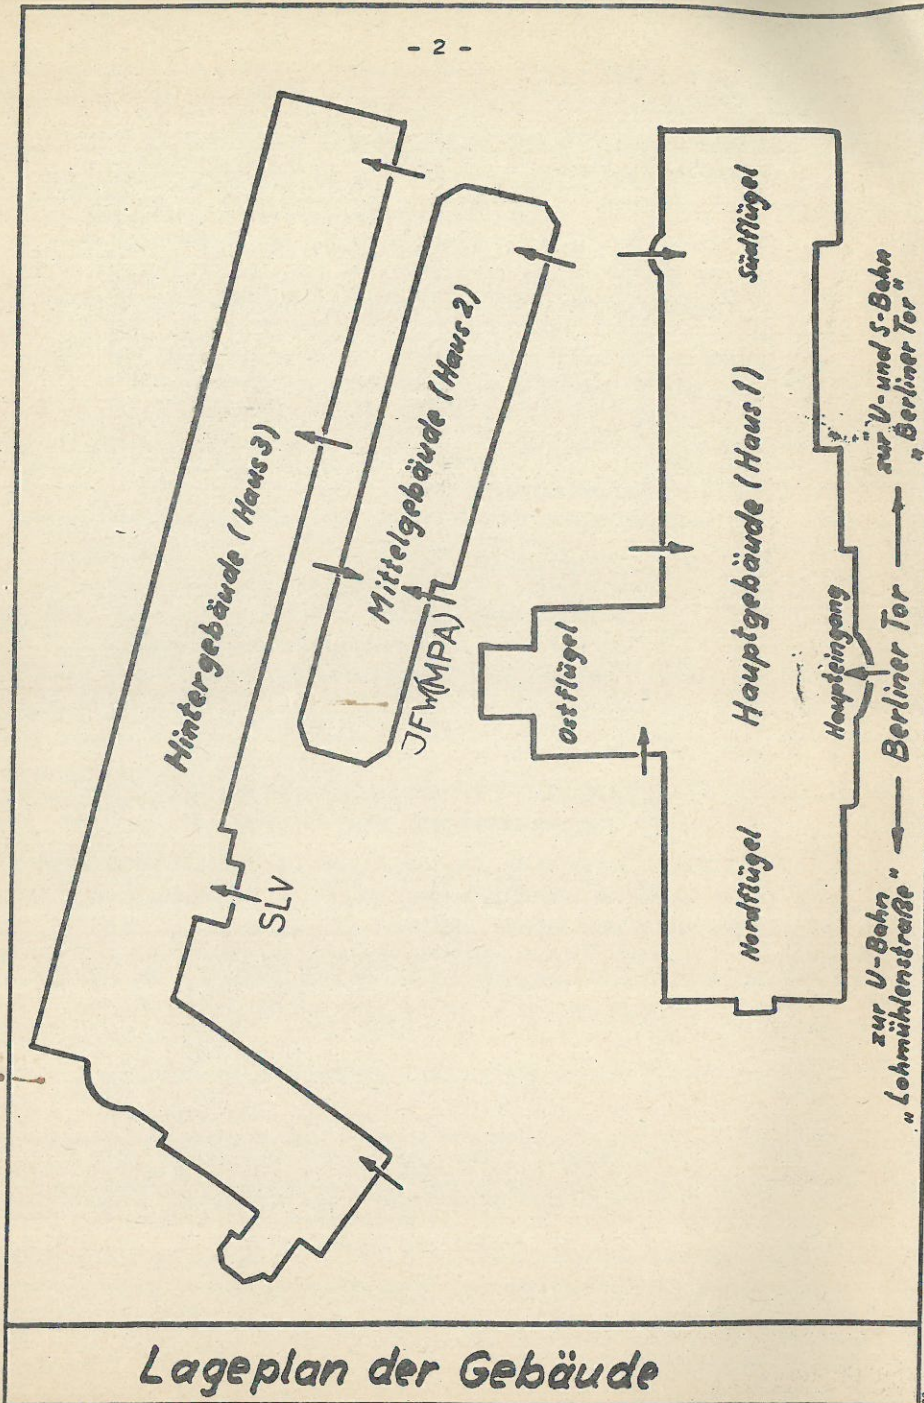 - 2 -
Hintergebäude (Haus 3)
Mittelgebäude (Haus 2)
JFW(MPA)
SLV
Südflügel
Hauptgebäude (Haus 1)
Ostflügel
Nordflügel
Haupteingang
zur U-Bahn
"Lohmühlenstraße"
Berliner Tor
zur U-und S-Bahn
"Berliner Tor"
Lageplan der Gebäude